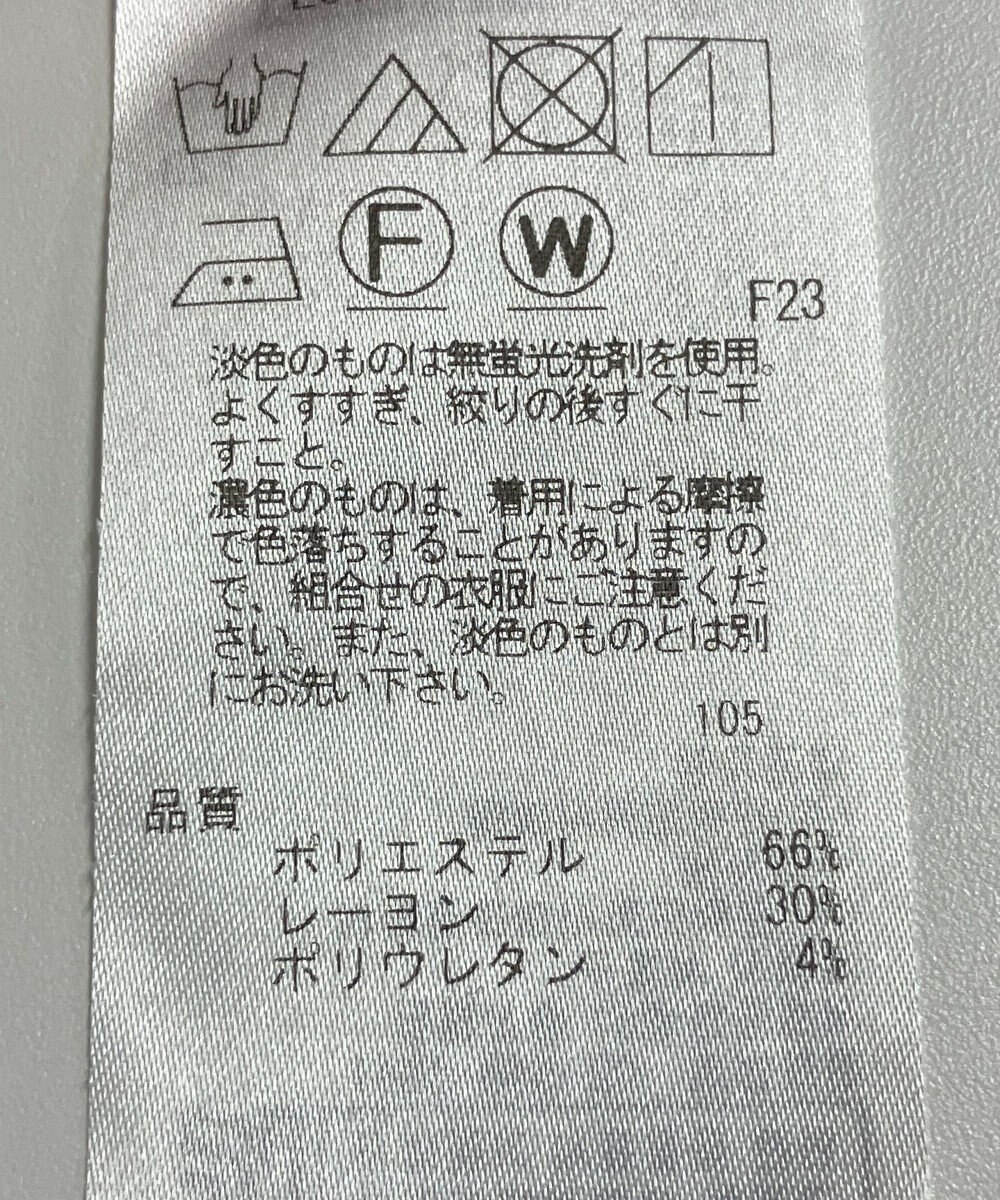 F
W
F23
淡色のものは無蛍光洗剤を使用。
よくすすぎ、絞りの後すぐに干
すこと。
濃色のものは、着用による摩擦
で色落ちすることがありますの
で、組合せの衣服にご注意くだ
さい。また、淡色のものとは別
にお洗い下さい。
105
品質
ポリエステル 66%
レーヨン 30%
ポリウレタン 4%